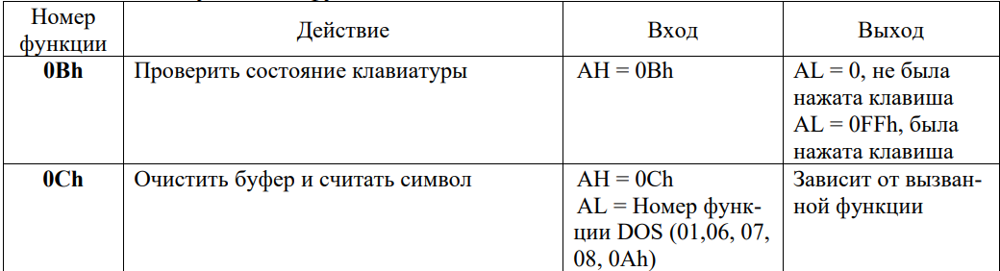 Номер функции
Действие
Вход
Выход
0Bh
Проверить состояние клавиатуры
AH = 0Bh
AL = 0, не была
нажата клавиша
AL = 0FFh, была
нажата клавиша
0Ch
Очистить буфер и считать символ
AH = 0Ch
AL = Номер функ-
ции DOS (01,06, 07,
08, 0Ah)
Зависит от вызван-
ной функции